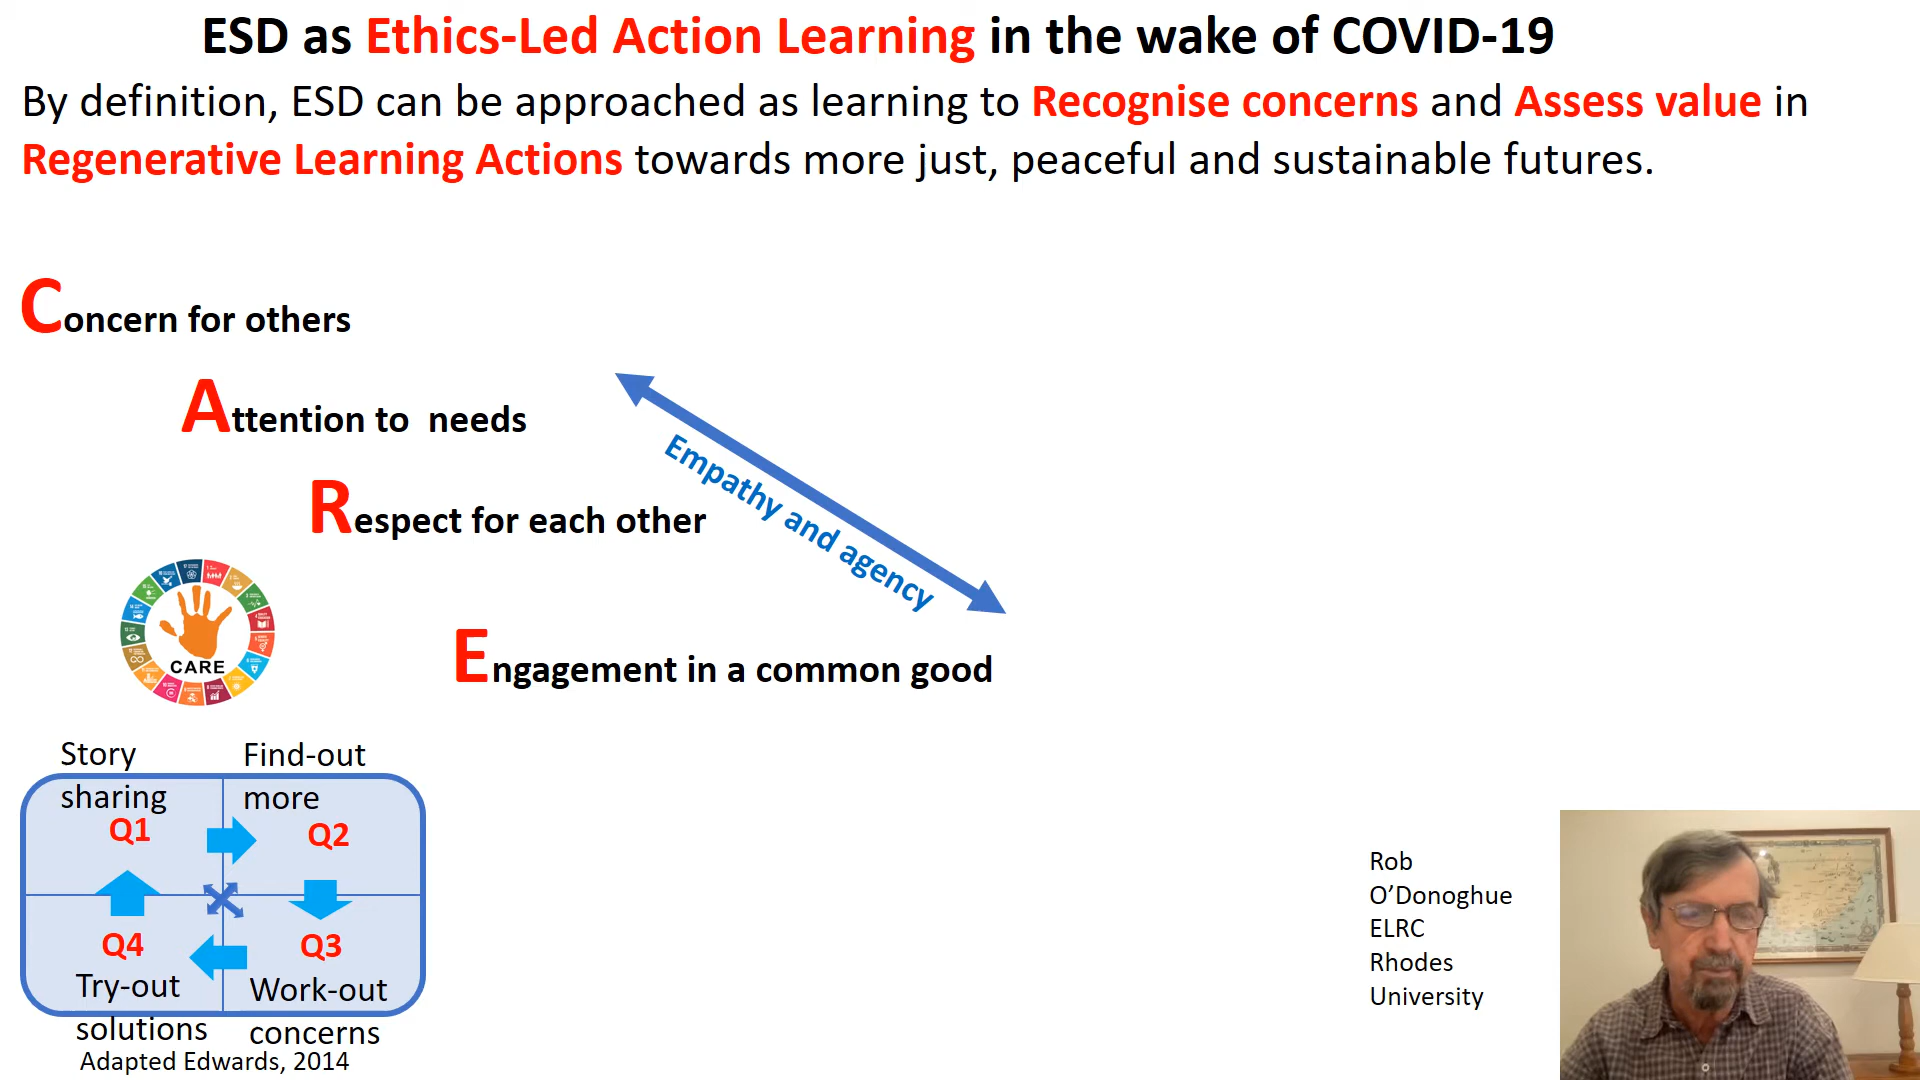 ESD as Ethics-Led Action Learning in the wake of COVID-19
By definition, ESD can be approached as learning to Recognise concerns and Assess value in
Regenerative Learning Actions towards more just, peaceful and sustainable futures.
Concern for others
Attention to needs
Respect for each other
Empathy and agency
Engagement in a common good
CARE
Story
sharing
Q1
Find-out
more
Q2
Q4
Try-out
solutions
Q3
Work-out
concerns
Adapted Edwards, 2014
Rob
O’Donoghue
ELRC
Rhodes
University